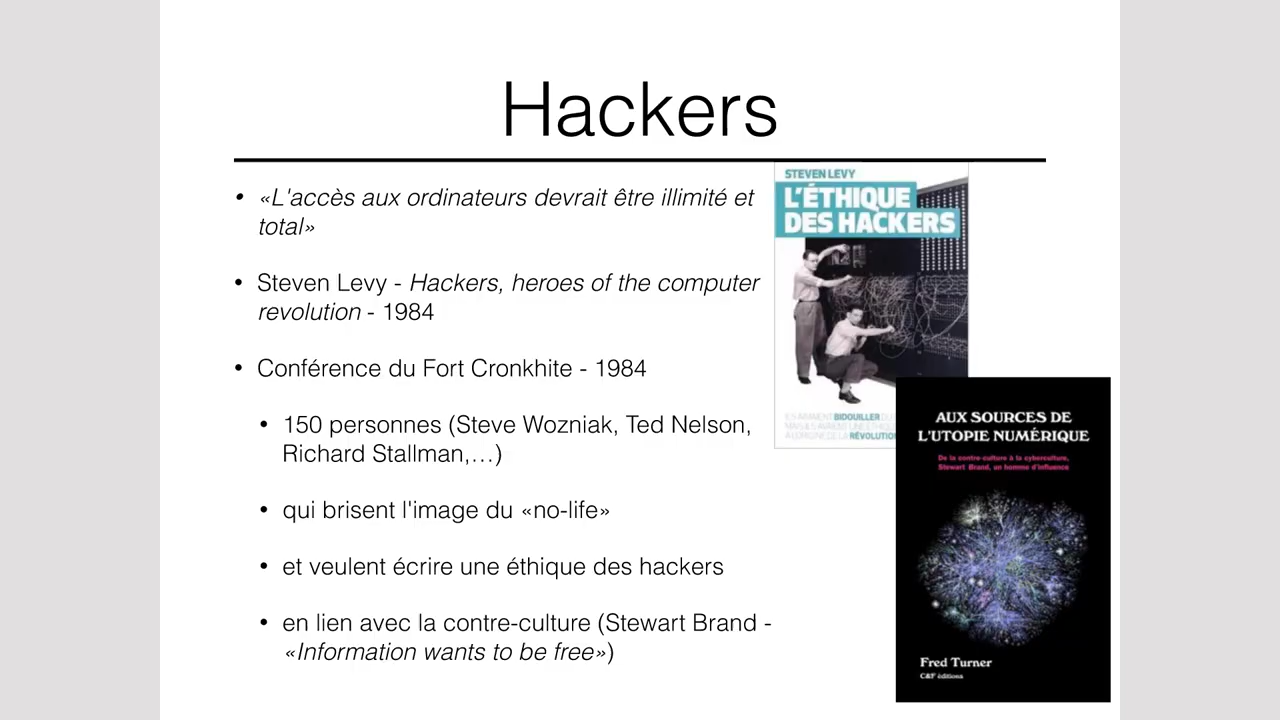 Hackers
• «L'accès aux ordinateurs devrait être illimité et
total»
• Steven Levy - Hackers, heroes of the computer
revolution - 1984
• Conférence du Fort Cronkhite - 1984
• 150 personnes (Steve Wozniak, Ted Nelson,
Richard Stallman,…)
• qui brisent l'image du «no-life»
• et veulent écrire une éthique des hackers
• en lien avec la contre-culture (Stewart Brand -
«Information wants to be free»)
STEVEN LEVY
L'ÉTHIQUE
DES HACKERS
BIDOUILLER
AUX SOURCES DE
L'UTOPIE NUMÉRIQUE
De la contre-culture à la cyberculture,
Stewart Brand, un homme d'influence
Fred Turner
C&F éditions